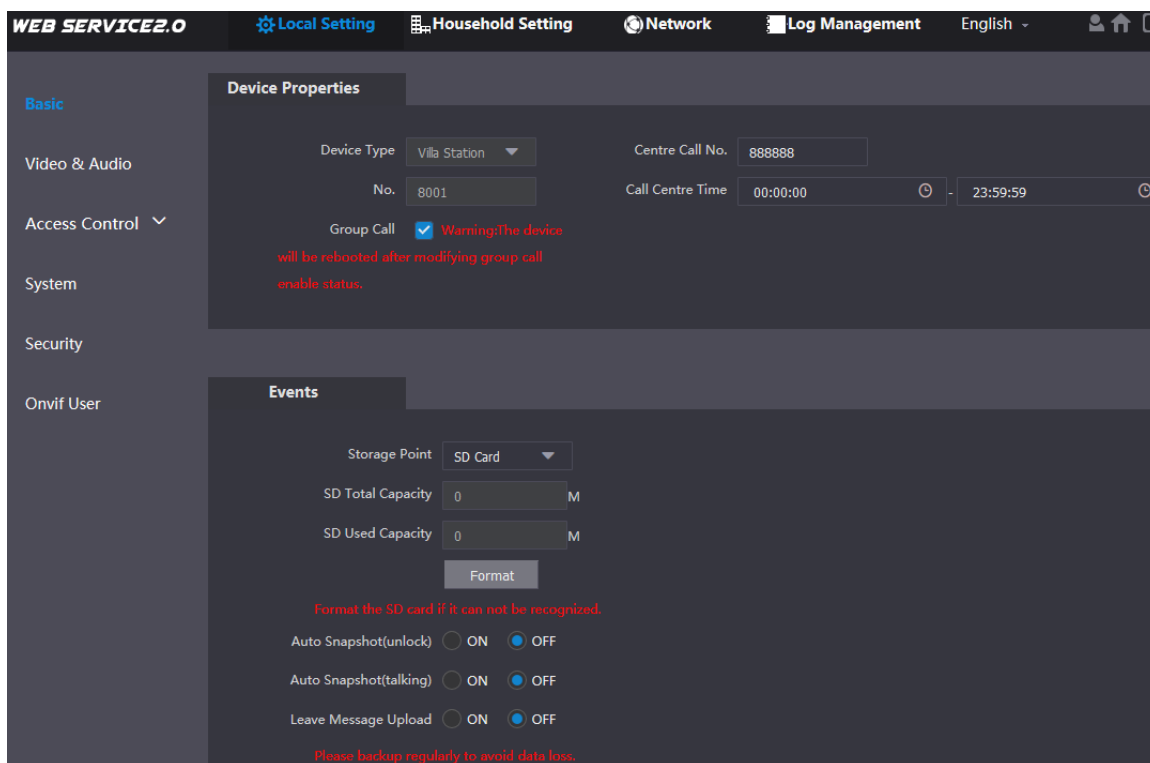 WEB SERVICE2.0 Local Setting Household Setting Network Log Management English
Basic
Video & Audio
Access Control
System
Security
Onvif User
Device Properties
Device Type Villa Station Centre Call No. 888888
No. 8001 Call Centre Time 00:00:00 - 23:59:59
Group Call Warning:The device
will be rebooted after modifying group call
enable status.
Events
Storage Point SD Card
SD Total Capacity 0 M
SD Used Capacity 0 M
Format
Format the SD card if it can not be recognized.
Auto Snapshot(unlock) ON OFF
Auto Snapshot(talking) ON OFF
Leave Message Upload ON OFF
Please backup regularly to avoid data loss.